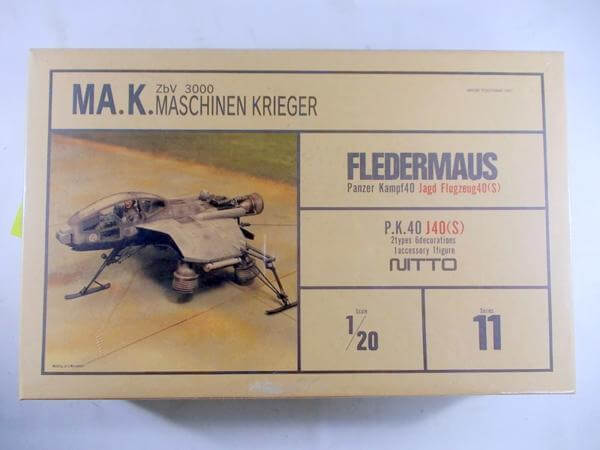 ZbV 3000
MA.K.MASCHINEN KRIEGER
FLEDERMAUS
Panzer Kampf40 Jagd Flugzeug40(S)
P.K.40 J40(S)
2types 6decorations
1accessory 1figure
NITTO
Scale
1/20
Series
11